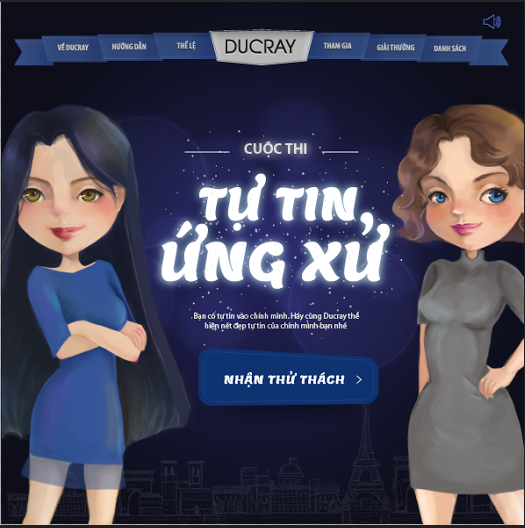 VỀ DUCRAY
HƯỚNG DẪN
THỂ LỆ
DUCRAY
THAM GIA
GIẢI THƯỞNG
DANH SÁCH
CUỘC THI
TỰ TIN,
ỨNG XỬ
Bạn có tự tin vào chính mình. Hãy cùng Ducray thể
hiện nét đẹp tự tin của chính mình bạn nhé
NHẬN THỬ THÁCH